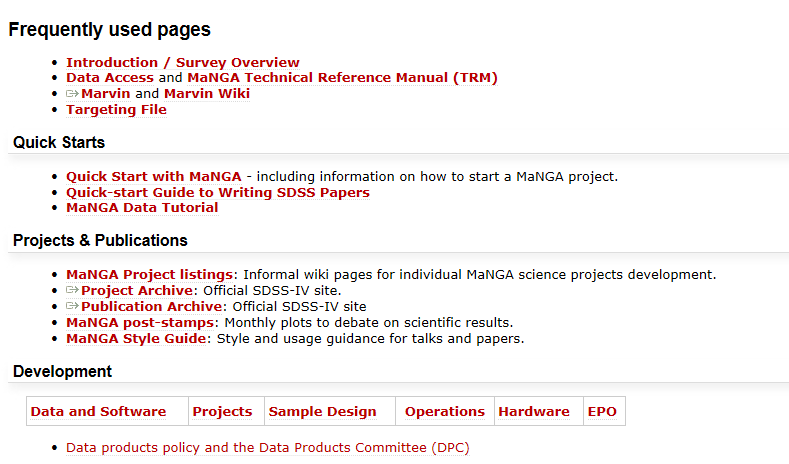 Frequently used pages
Introduction / Survey Overview
Data Access and MaNGA Technical Reference Manual (TRM)
Marvin and Marvin Wiki
Targeting File
Quick Starts
Quick Start with MaNGA - including information on how to start a MaNGA project.
Quick-start Guide to Writing SDSS Papers
MaNGA Data Tutorial
Projects & Publications
MaNGA Project listings: Informal wiki pages for individual MaNGA science projects development.
Project Archive: Official SDSS-IV site.
Publication Archive: Official SDSS-IV site
MaNGA post-stamps: Monthly plots to debate on scientific results.
MaNGA Style Guide: Style and usage guidance for talks and papers.
Development
Data and Software Projects Sample Design Operations Hardware EPO
Data products policy and the Data Products Committee (DPC)